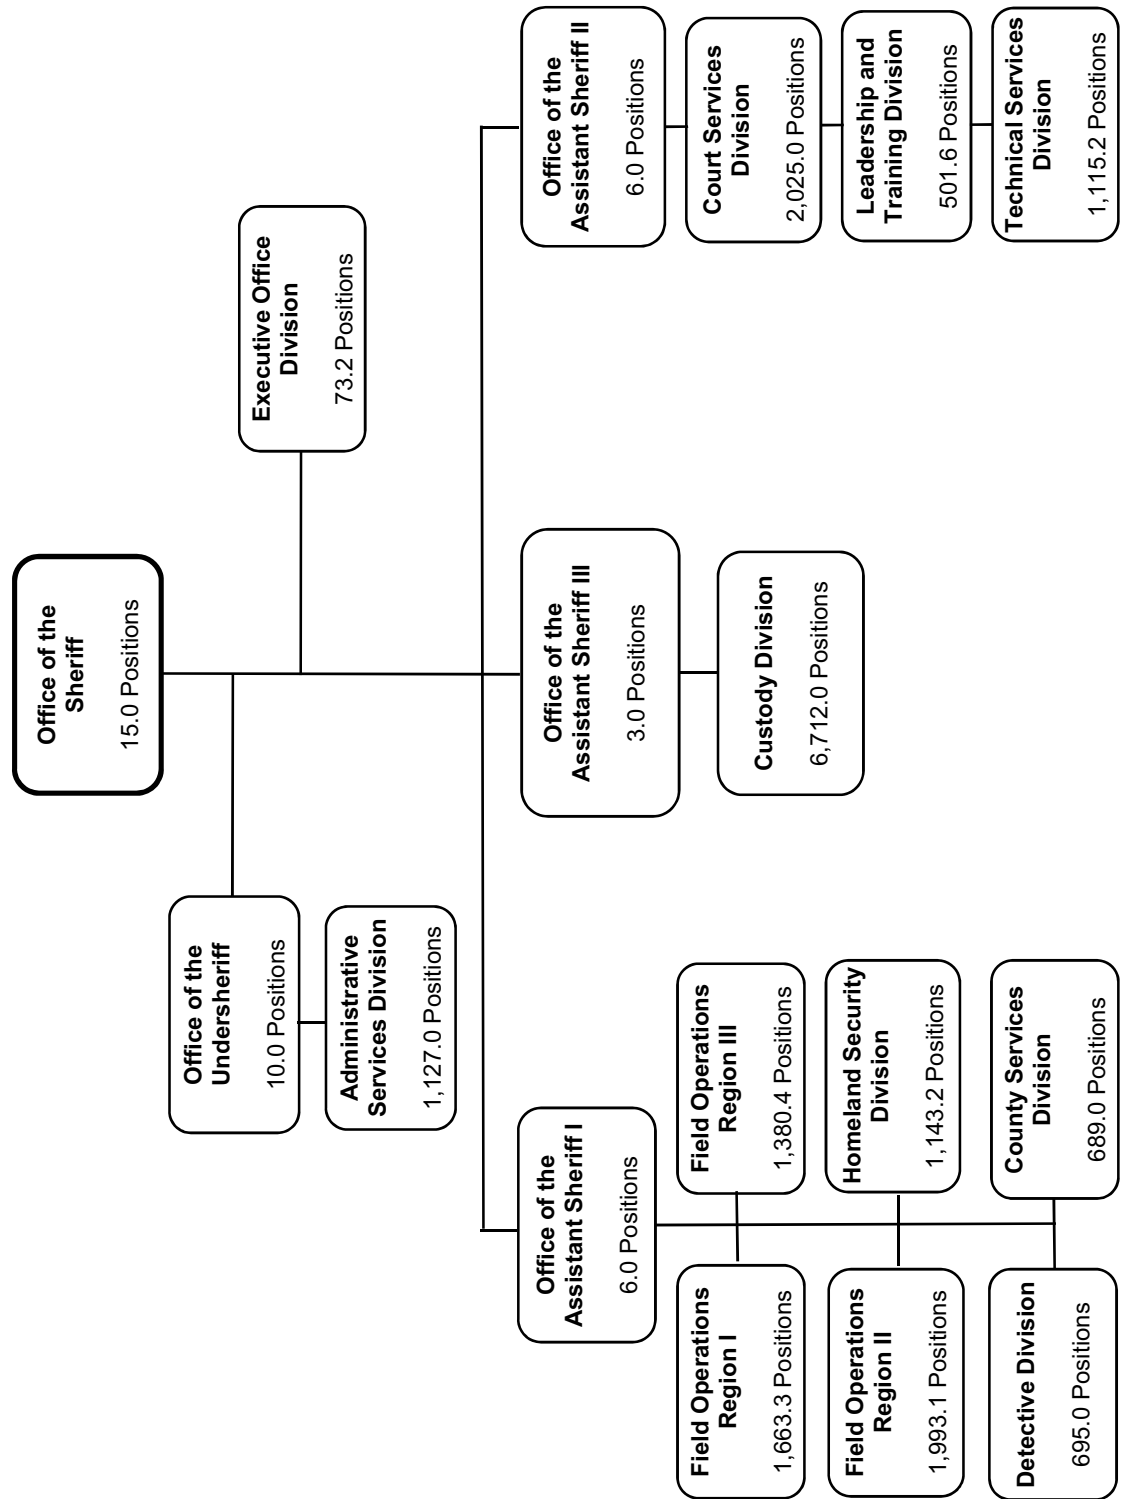 Office of the
Sheriff
15.0 Positions
Executive Office
Division
73.2 Positions
Office of the
Undersheriff
10.0 Positions
Administrative
Services Division
1,127.0 Positions
Office of the
Assistant Sheriff I
6.0 Positions
Field Operations
Region I
1,663.3 Positions
Field Operations
Region III
1,380.4 Positions
Field Operations
Region II
1,993.1 Positions
Homeland Security
Division
1,143.2 Positions
Detective Division
695.0 Positions
County Services
Division
689.0 Positions
Office of the
Assistant Sheriff III
3.0 Positions
Custody Division
6,712.0 Positions
Office of the
Assistant Sheriff II
6.0 Positions
Court Services
Division
2,025.0 Positions
Leadership and
Training Division
501.6 Positions
Technical Services
Division
1,115.2 Positions